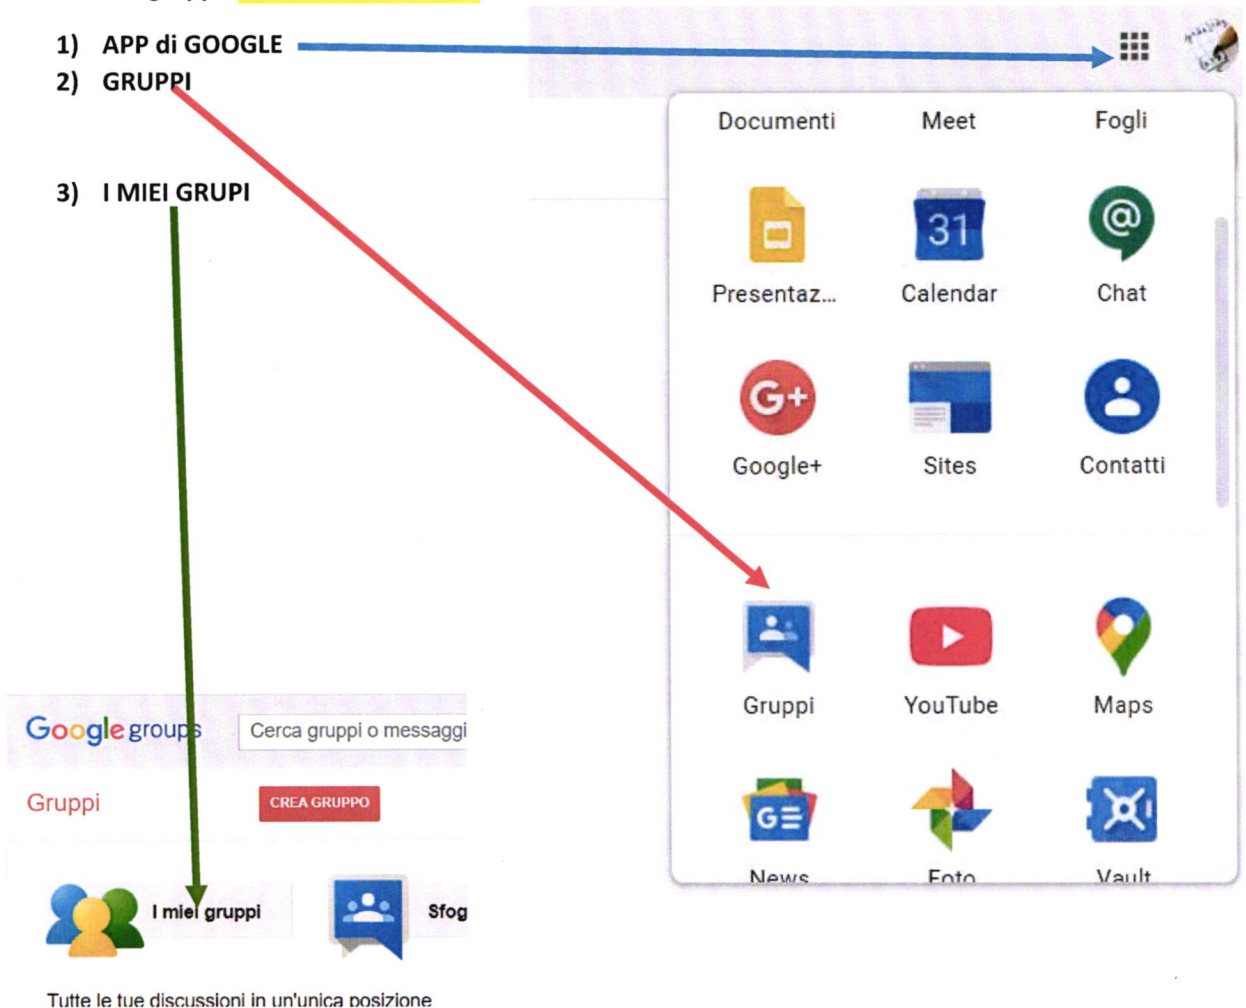 1) APP di GOOGLE
2) GRUPPI
3) I MIEI GRUPI
Documenti Meet Fogli
31 @
Presentaz... Calendar Chat
G+
Google+ Sites Contatti
Gruppi YouTube Maps
G
News Foto Vault
Google groups Cerca gruppi o messaggi
Gruppi CREA GRUPPO
I miei gruppi Sfog
Tutte le tue discussioni in un'unica posizione